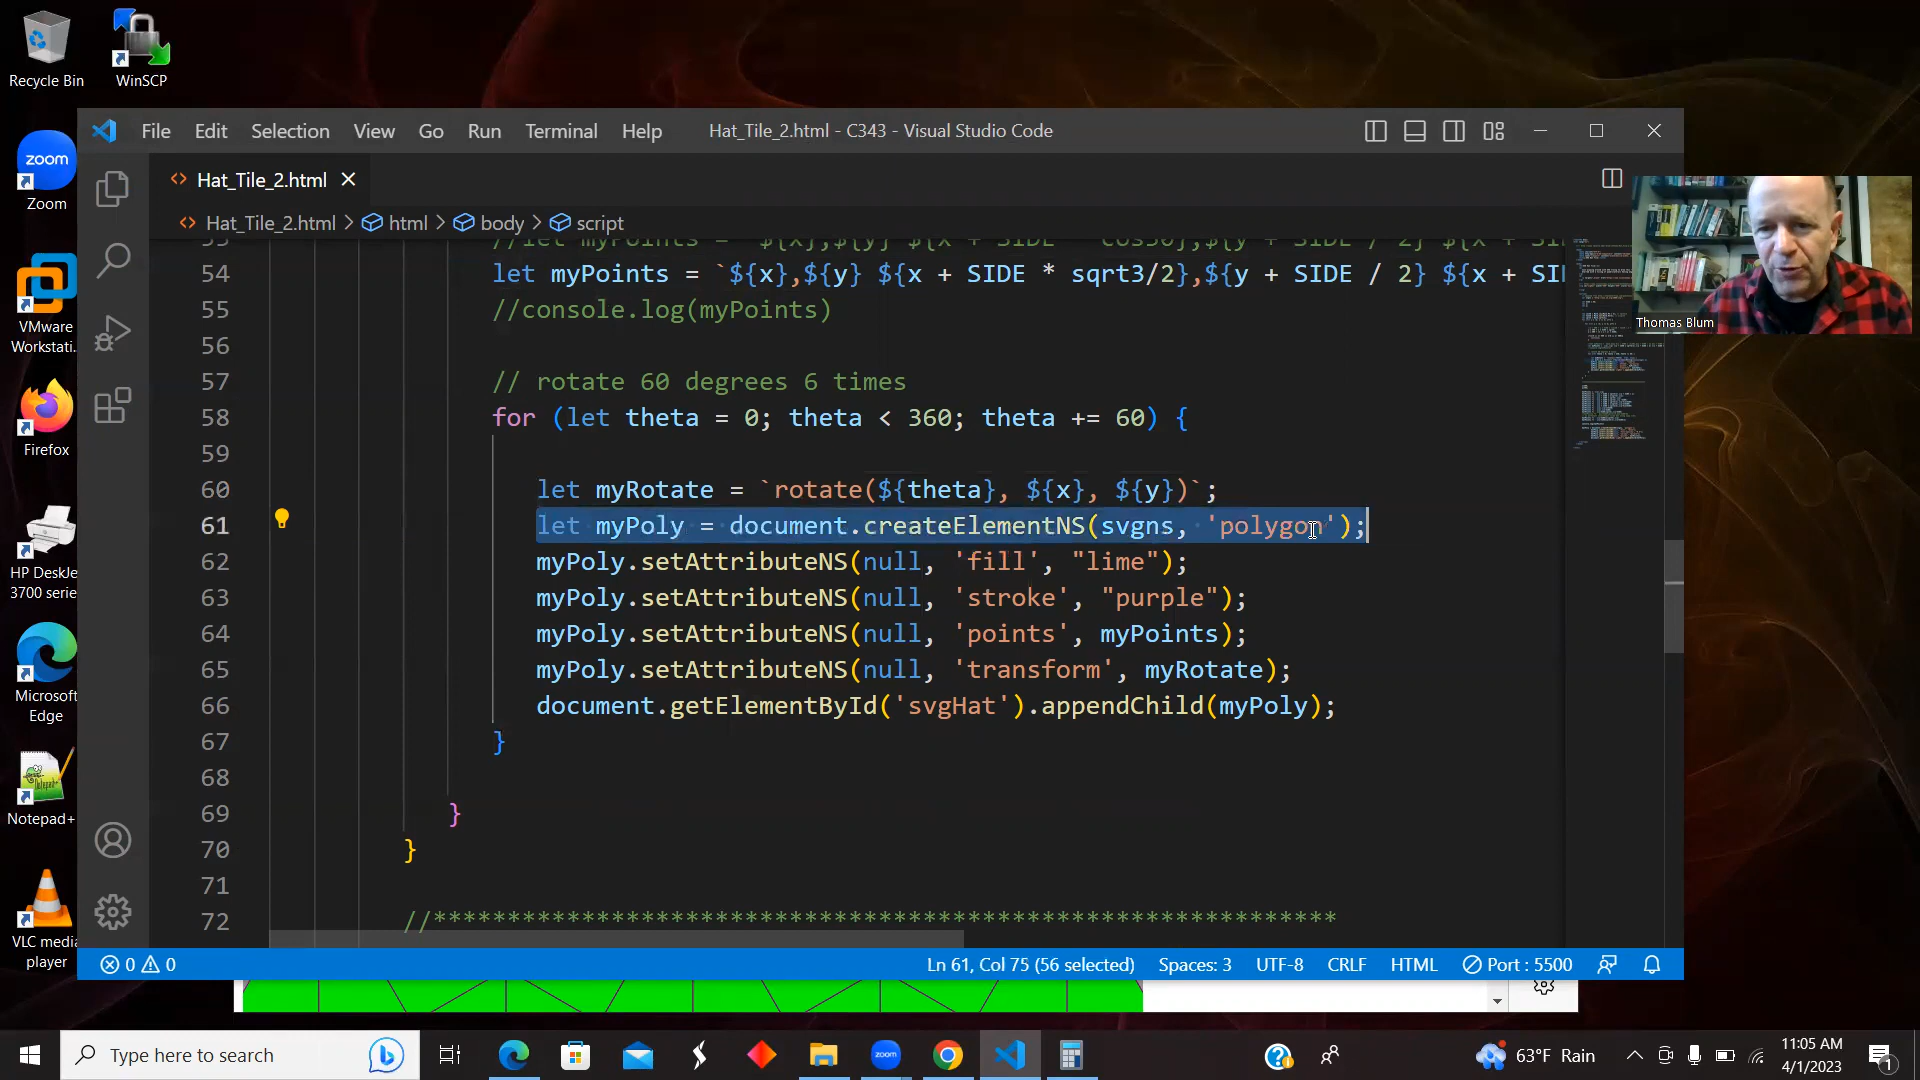 Recycle Bin
WinSCP
Zoom
VMware
Workstati...
Firefox
HP DeskJe
3700 serie
Microsoft
Edge
Notepad+
VLC medi
player
File Edit Selection View Go Run Terminal Help
Hat_Tile_2.html - C343 - Visual Studio Code
Hat_Tile_2.html
Hat_Tile_2.html > html > body > script
54 let myPoints = `${x},${y} ${x + SIDE * sqrt3/2},${y + SIDE / 2} ${x + SI
55 //console.log(myPoints)
56
57 // rotate 60 degrees 6 times
58 for (let theta = 0; theta < 360; theta += 60) {
59
60 let myRotate = `rotate(${theta}, ${x}, ${y})`;
61 let myPoly = document.createElementNS(svgns, 'polygon');
62 myPoly.setAttributeNS(null, 'fill', "lime");
63 myPoly.setAttributeNS(null, 'stroke', "purple");
64 myPoly.setAttributeNS(null, 'points', myPoints);
65 myPoly.setAttributeNS(null, 'transform', myRotate);
66 document.getElementById('svgHat').appendChild(myPoly);
67 }
68
69 }
70 }
71
72 //*************************************************************
Thomas Blum
0 0
Ln 61, Col 75 (56 selected) Spaces: 3 UTF-8 CRLF HTML Port : 5500
Type here to search
zoom
63°F Rain
11:05 AM
4/1/2023
1